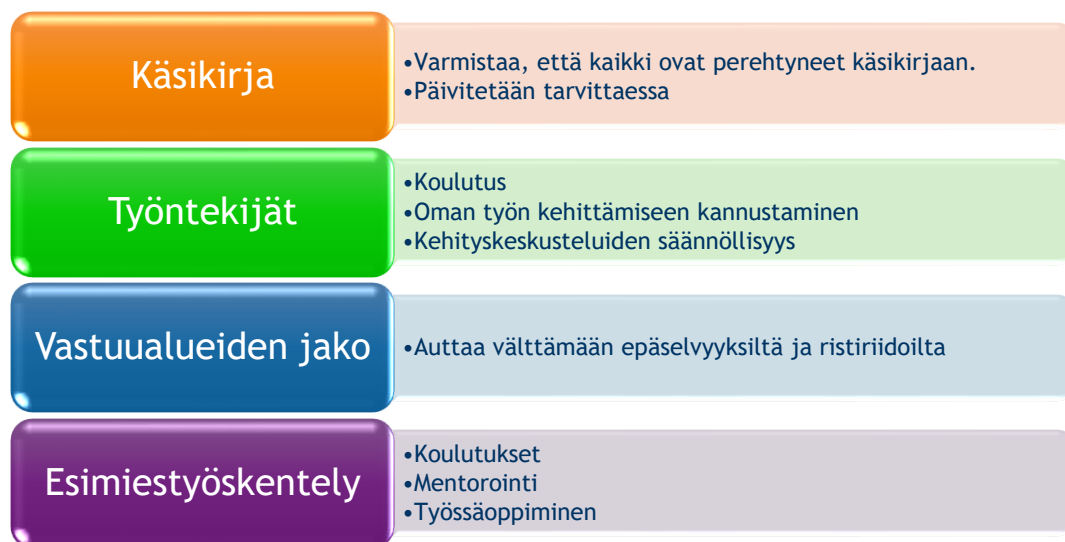 Käsikirja
•Varmistaa, että kaikki ovat perehtyneet käsikirjaan.
•Päivitetään tarvittaessa
Työntekijät
•Koulutus
•Oman työn kehittämiseen kannustaminen
•Kehityskeskusteluiden säännöllisyys
Vastuualueiden jako
•Auttaa välttämään epäselvyyksiltä ja ristiriidoilta
Esimiestyöskentely
•Koulutukset
•Mentorointi
•Työssäoppiminen